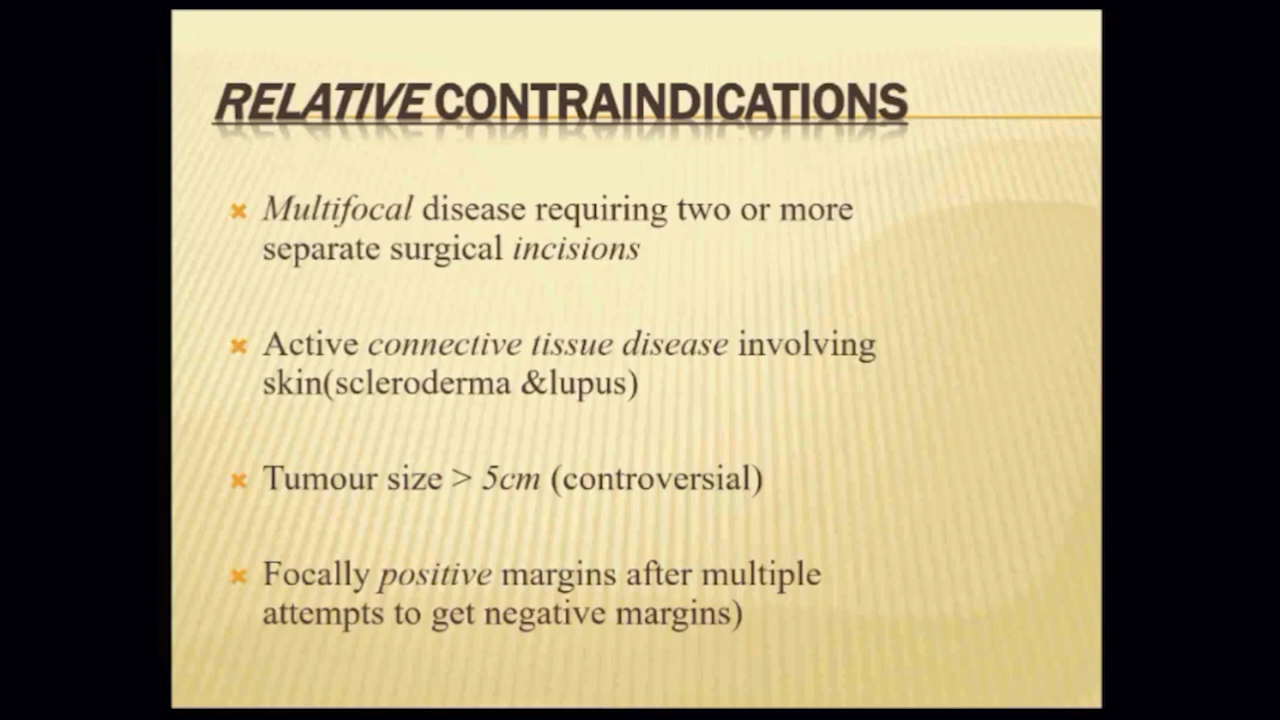 RELATIVE CONTRAINDICATIONS
Multifocal disease requiring two or more
separate surgical incisions
Active connective tissue disease involving
skin(scleroderma &lupus)
Tumour size > 5cm (controversial)
Focally positive margins after multiple
attempts to get negative margins)